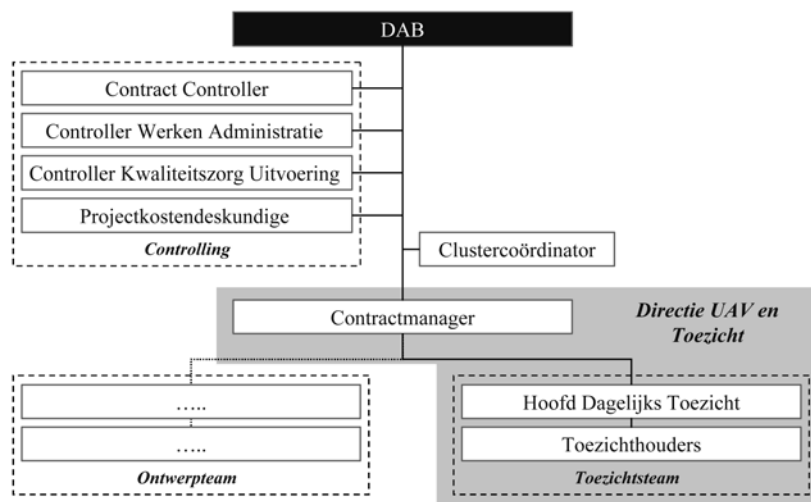 DAB
Contract Controller
Controller Werken Administratie
Controller Kwaliteitszorg Uitvoering
Projectkostendeskundige
Controlling
Clustercoördinator
Contractmanager
Directie UAV en
Toezicht
.....
.....
Ontwerpteam
Hoofd Dagelijks Toezicht
Toezichthouders
Toezichtsteam